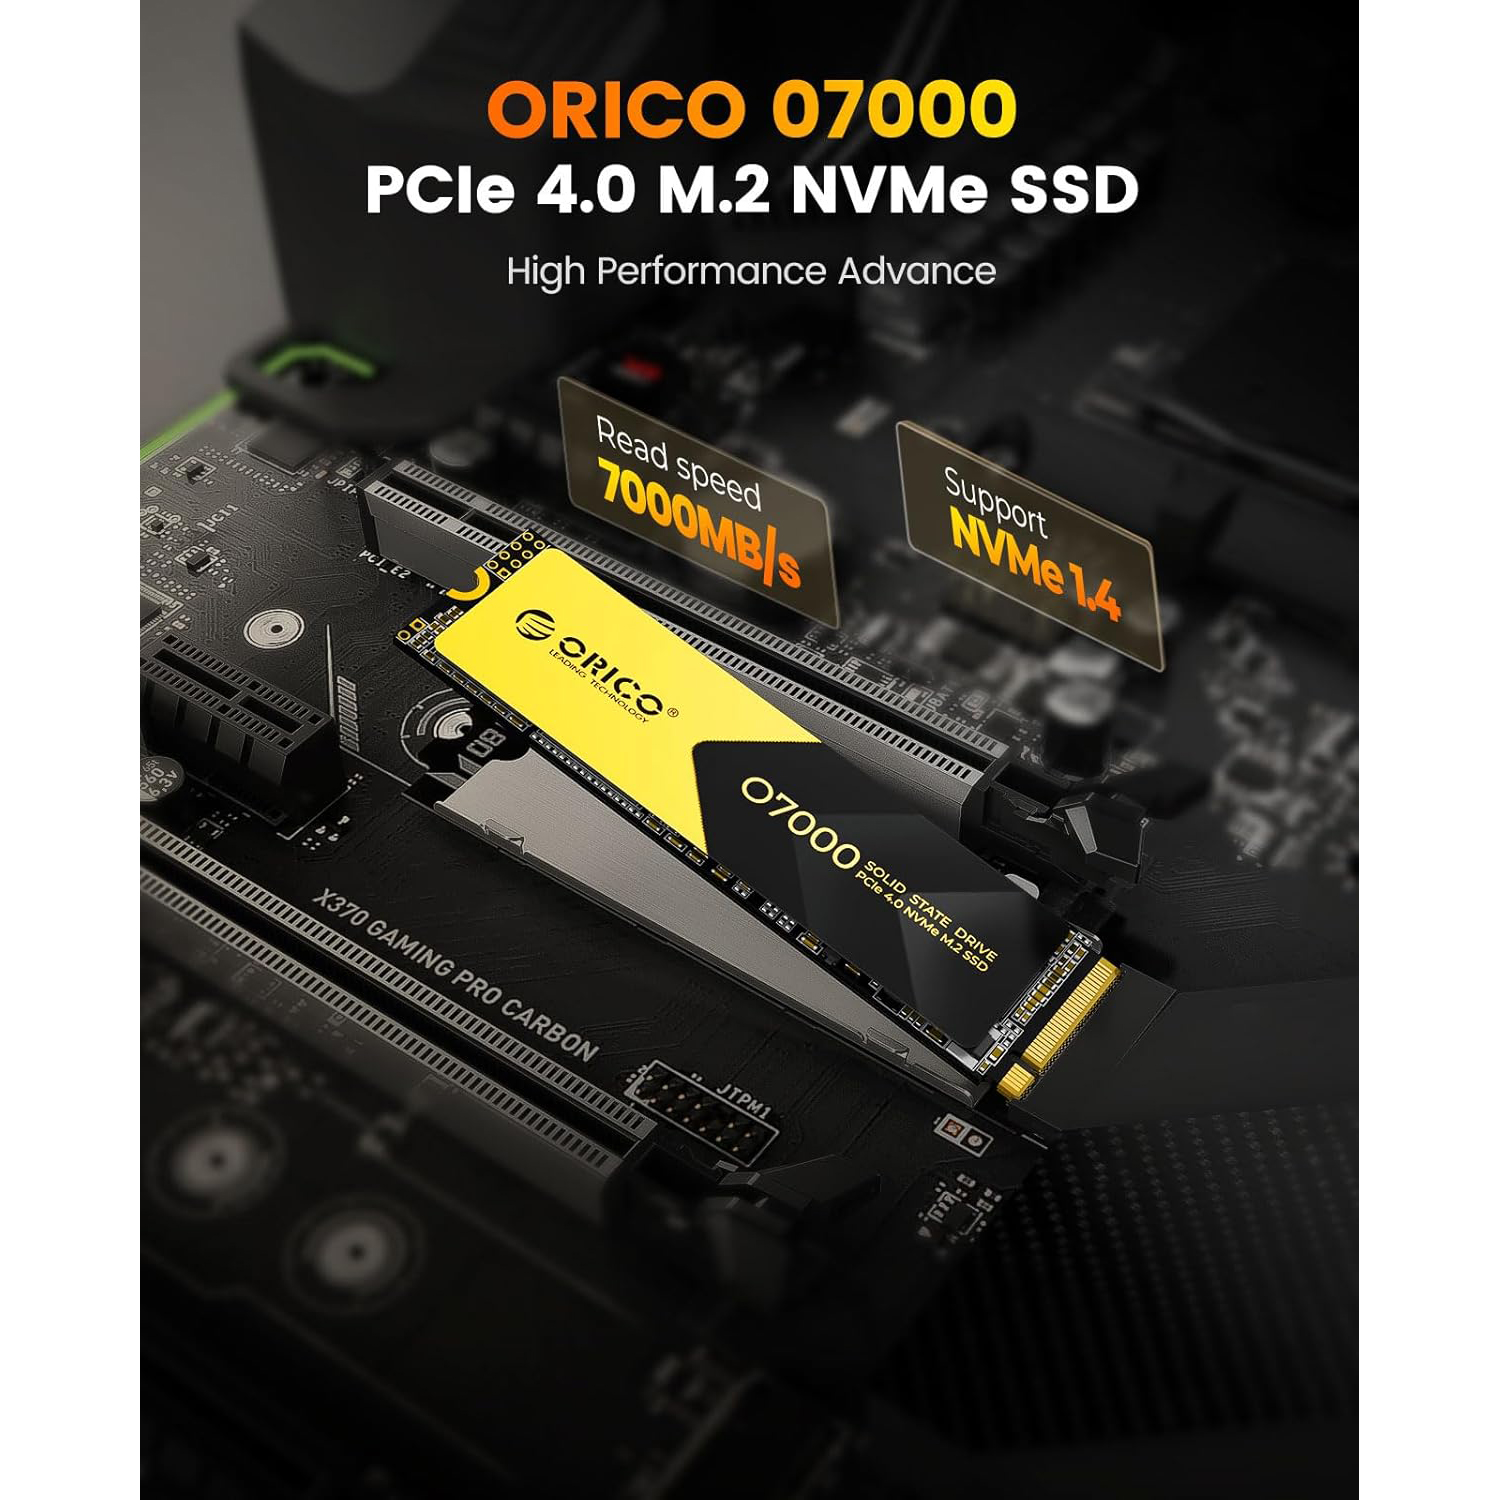 ORICO O7000
PCIe 4.0 M.2 NVMe SSD
High Performance Advance
Read speed
7000MB/s
Support
NVMe 1.4
ORICO®
LEADING TECHNOLOGY
O7000
SOLID STATE DRIVE
PCIe 4.0 NVMe M.2 SSD
08
X370 GAMING PRO CARBON
JTPM1